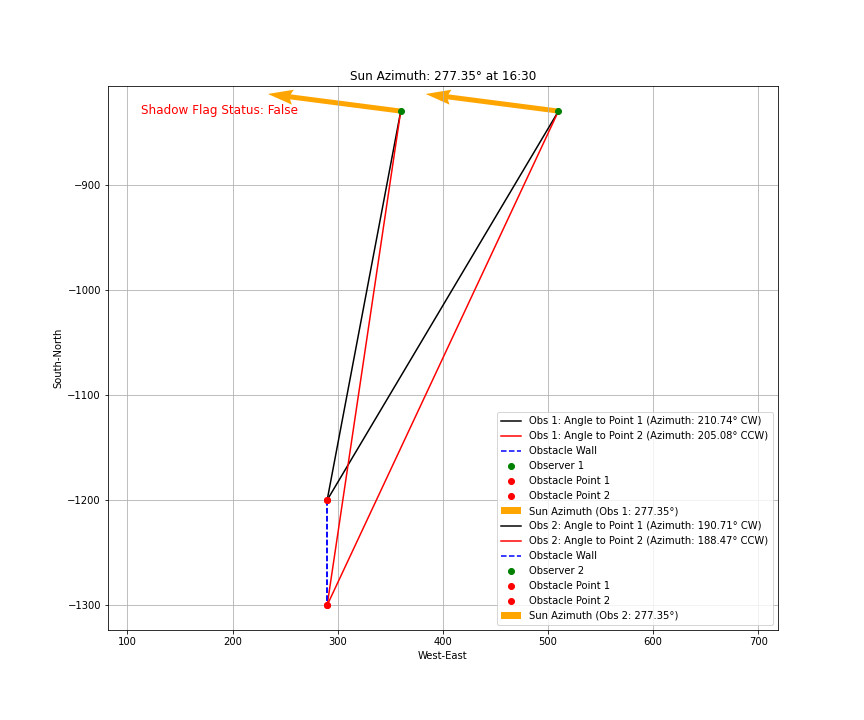 Sun Azimuth: 277.35° at 16:30
Shadow Flag Status: False
South-North
−900
−1000
−1100
−1200
−1300
Obs 1: Angle to Point 1 (Azimuth: 210.74° CW)
Obs 1: Angle to Point 2 (Azimuth: 205.08° CCW)
Obstacle Wall
Observer 1
Obstacle Point 1
Obstacle Point 2
Sun Azimuth (Obs 1: 277.35°)
Obs 2: Angle to Point 1 (Azimuth: 190.71° CW)
Obs 2: Angle to Point 2 (Azimuth: 188.47° CCW)
Obstacle Wall
Observer 2
Obstacle Point 1
Obstacle Point 2
Sun Azimuth (Obs 2: 277.35°)
100 200 300 400 500 600 700
West-East